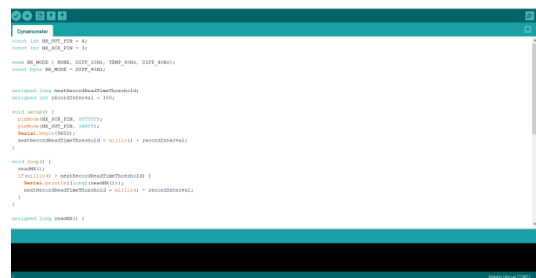 Dynamometer
const int HX_OUT_PIN = 4;
const int HX_SCK_PIN = 3;
enum HX_MODE { NONE, DIFF_10Hz, TEMP_40Hz, DIFF_40Hz};
const byte HX_MODE = DIFF_40Hz;
unsigned long nextRecordReadTimeThreshold;
unsigned int recordInterval = 100;
void setup() {
pinMode(HX_SCK_PIN, OUTPUT);
pinMode(HX_OUT_PIN, INPUT);
Serial.begin(9600);
nextRecordReadTimeThreshold = millis() + recordInterval;
}
void loop() {
readHX();
if(millis() > nextRecordReadTimeThreshold) {
Serial.println((long)(readHX()));
nextRecordReadTimeThreshold = millis() + recordInterval;
}
}
unsigned long readHX() {